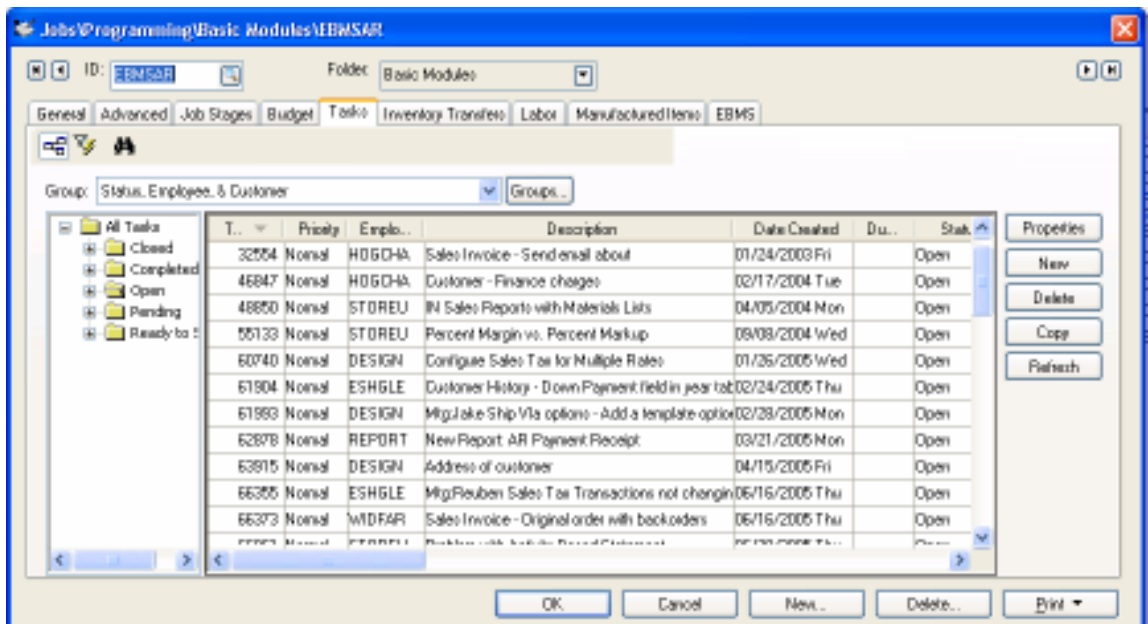 Jobs\Programming\Basic Modules\EBMSAR
ID: EBMSAR Folder: Basic Modules
General Advanced Job Stages Budget Tasks Inventory Transfers Labor Manufactured Items EBMS
Group: Status, Employee, & Customer Groups...
All Tasks
Closed
Completed
Open
Pending
Ready to S
T... Priority Emplo... Description Date Created Du... Stat
32554 Normal HOGCHA Sales Invoice - Send email about 01/24/2003 Fri Open
46847 Normal HOGCHA Customer - Finance charges 02/17/2004 Tue Open
48850 Normal STOREU IN Sales Reports with Materials Lists 04/05/2004 Mon Open
55133 Normal STOREU Percent Margin vs. Percent Markup 09/08/2004 Wed Open
60740 Normal DESIGN Configure Sales Tax for Multiple Rates 01/26/2005 Wed Open
61904 Normal ESHGLE Customer History - Down Payment field in year tab 02/24/2005 Thu Open
61993 Normal DESIGN Mtg:Jake Ship VIa options - Add a template optio 02/28/2005 Mon Open
62878 Normal REPORT New Report: AR Payment Receipt 03/21/2005 Mon Open
63915 Normal DESIGN Address of customer 04/15/2005 Fri Open
66355 Normal ESHGLE Mtg:Reuben Sales Tax Transactions not changin 06/16/2005 Thu Open
66373 Normal WIDFAR Sales Invoice - Original order with backorders 06/16/2005 Thu Open
Properties
New
Delete
Copy
Refresh
OK Cancel New... Delete... Print